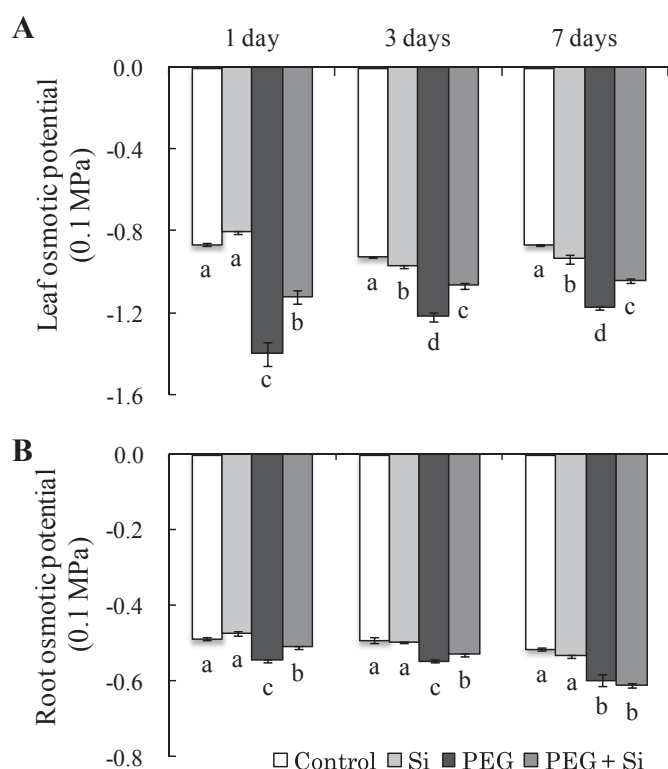 A
1 day 3 days 7 days
Leaf osmotic potential
(0.1 MPa)
0.0
-0.4
-0.8
-1.2
-1.6
a a c b
a b d c
a b d c
B
Root osmotic potential
(0.1 MPa)
0.0
-0.2
-0.4
-0.6
-0.8
a a c b
a a c b
a a b b
Control Si PEG PEG + Si